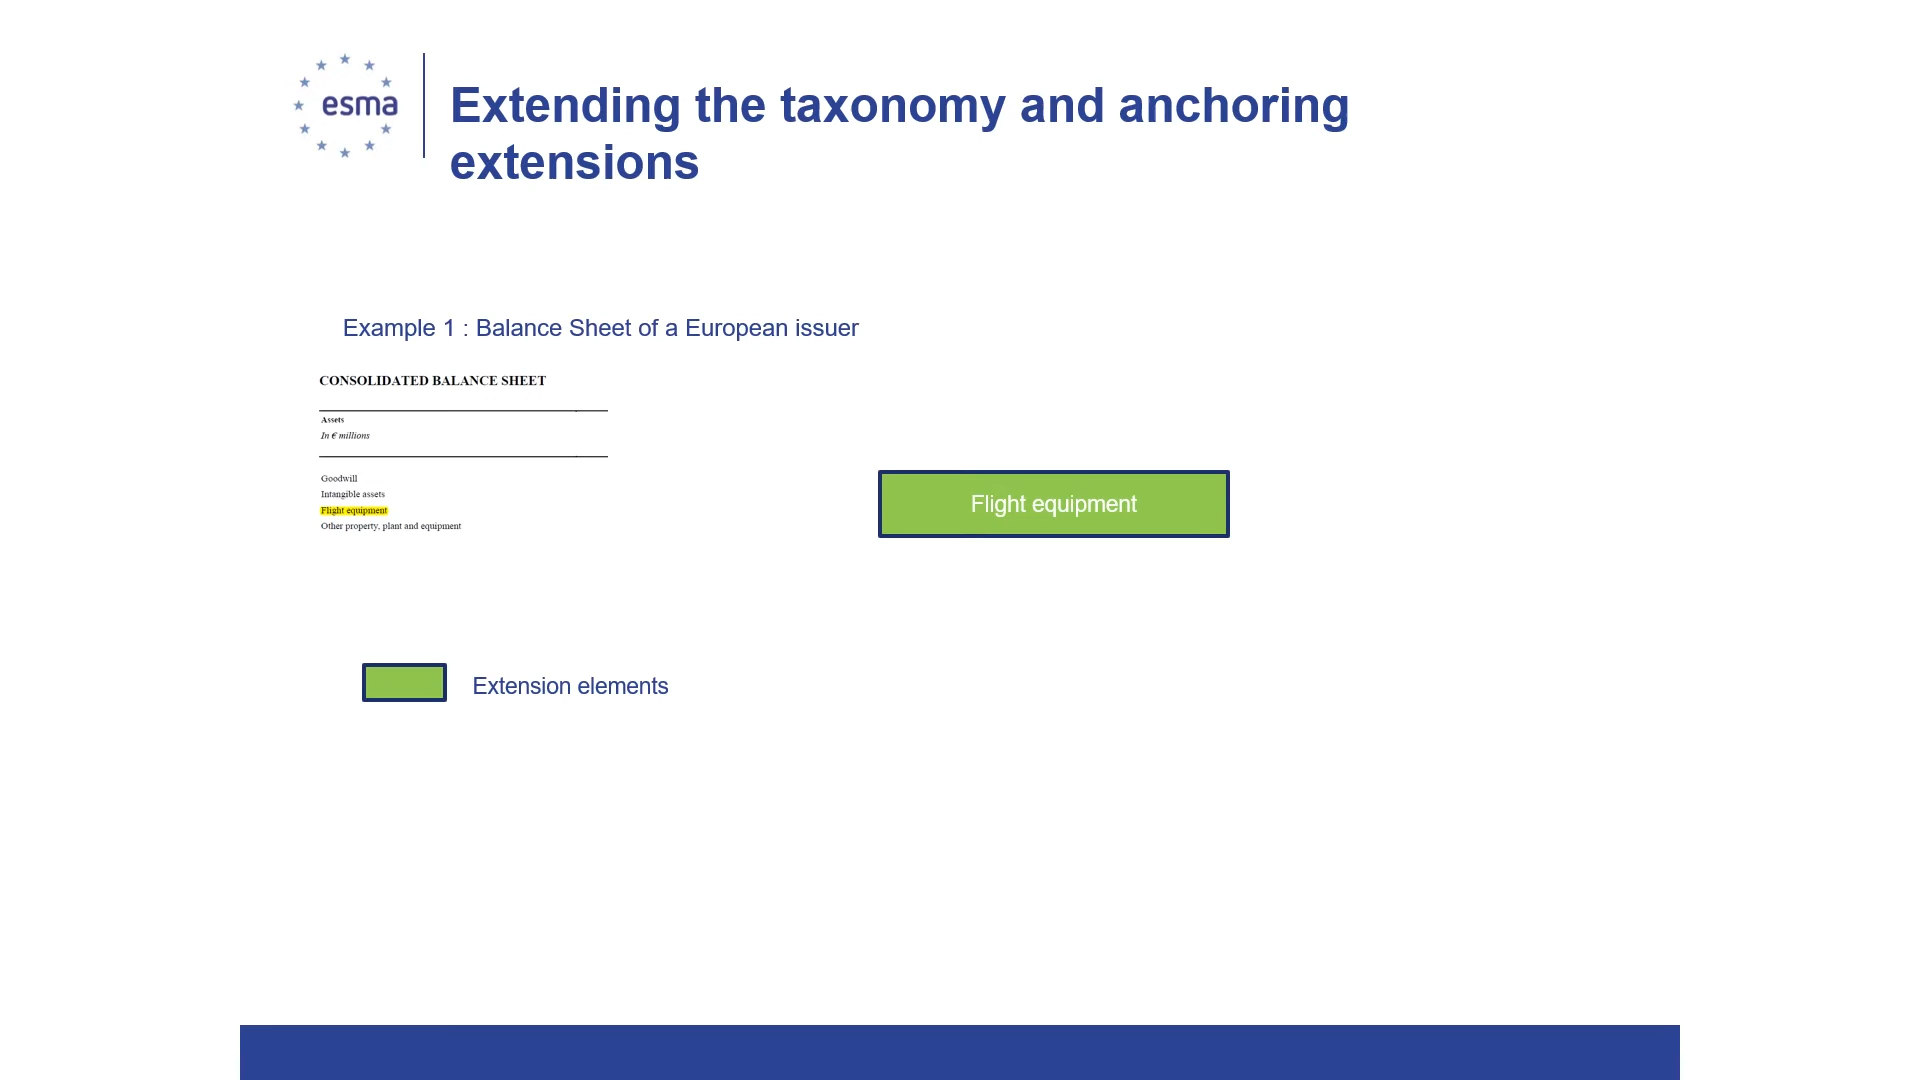 esma
Extending the taxonomy and anchoring
extensions
Example 1 : Balance Sheet of a European issuer
CONSOLIDATED BALANCE SHEET
Assets
In € millions
Goodwill
Intangible assets
Flight equipment
Other property, plant and equipment
Flight equipment
Extension elements